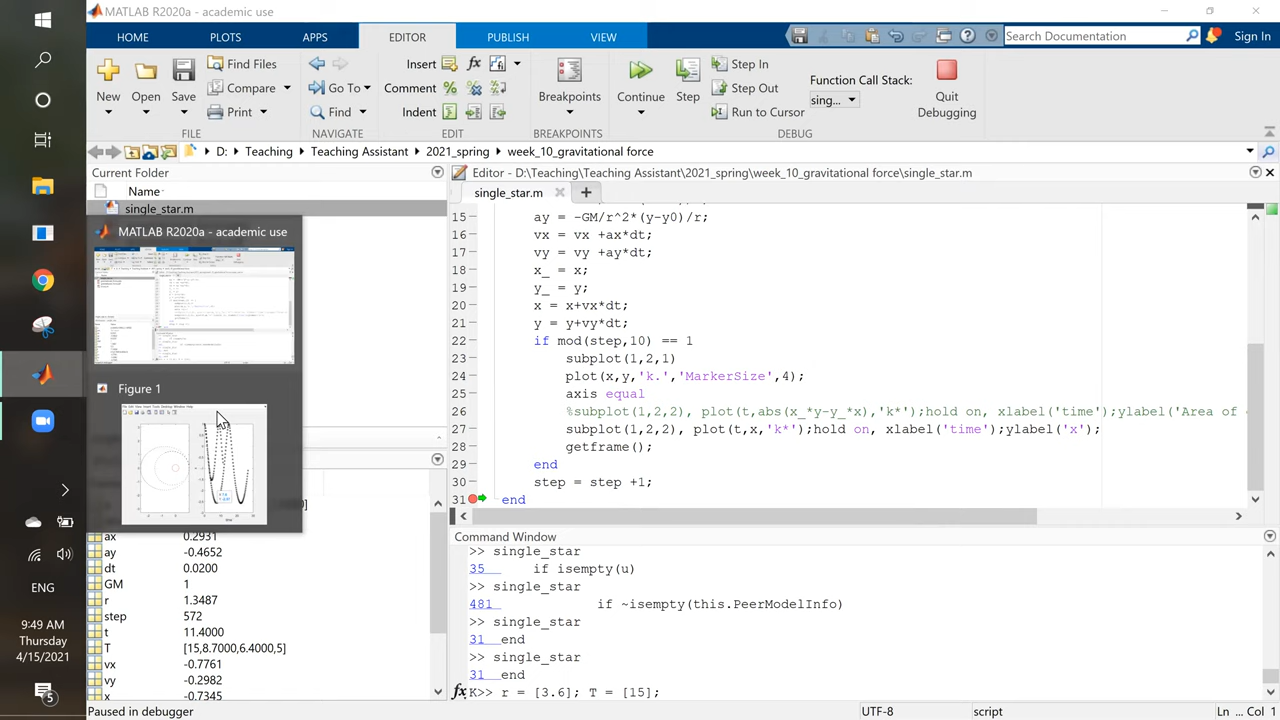 MATLAB R2020a - academic use
HOME PLOTS APPS EDITOR PUBLISH VIEW
Search Documentation
Sign In
New Open Save
Find Files
Compare
Print
Go To
Find
Insert
Comment
Indent
Breakpoints
Continue
Step
Step In
Step Out
Run to Cursor
Function Call Stack:
sing...
Quit
Debugging
FILE NAVIGATE EDIT BREAKPOINTS DEBUG
D: Teaching Teaching Assistant 2021_spring week_10_gravitational force
Current Folder
Name
single_star.m
MATLAB R2020a - academic use
Figure 1
Editor - D:\Teaching\Teaching Assistant\2021_spring\week_10_gravitational force\single_star.m
single_star.m
15 ay = -GM/r^2*(y-y0)/r;
16 vx = vx +ax*dt;
17 vy = vy +ay*dt;
18 x_ = x;
19 y_ = y;
20 x = x+vx*dt;
21 y = y+vy*dt;
22 if mod(step,10) == 1
23 subplot(1,2,1)
24 plot(x,y,'k.','MarkerSize',4);
25 axis equal
26 %subplot(1,2,2), plot(t,abs(x_*y-y_*x),'k*');hold on, xlabel('time');ylabel('Area of
27 subplot(1,2,2), plot(t,x,'k*');hold on, xlabel('time');ylabel('x');
28 getframe();
29 end
30 step = step +1;
31 end
ax 0.2931
ay -0.4652
dt 0.0200
GM 1
r 1.3487
step 572
t 11.4000
T [15,8.7000,6.4000,5]
vx -0.7761
vy -0.2982
x -0.7345
Command Window
>> single_star
35 if isempty(u)
>> single_star
481 if ~isempty(this.PeerModelInfo)
>> single_star
31 end
>> single_star
31 end
fx K>> r = [3.6]; T = [15];
Paused in debugger
UTF-8
script
Ln ... Col 1
ENG
9:49 AM
Thursday
4/15/2021
5